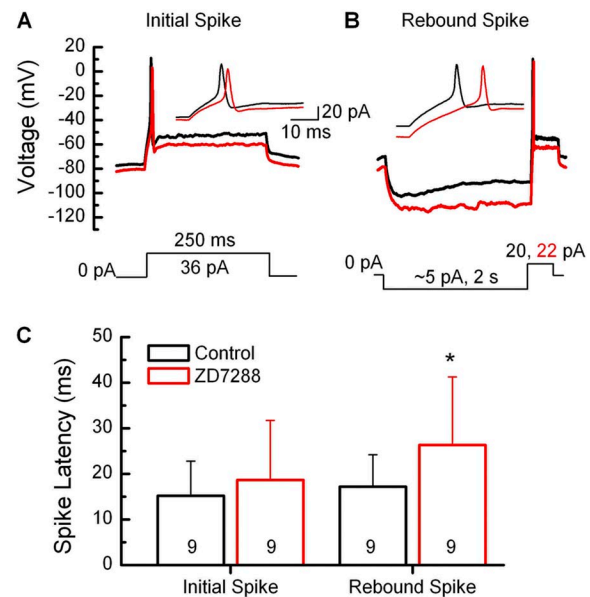 A
Initial Spike
B
Rebound Spike
Voltage (mV)
20
0
-20
-40
-60
-80
-100
-120
20 pA
10 ms
250 ms
0 pA
36 pA
0 pA
~5 pA, 2 s
20, 22 pA
C
Spike Latency (ms)
50
40
30
20
10
0
Control
ZD7288
*
9
9
9
9
Initial Spike
Rebound Spike